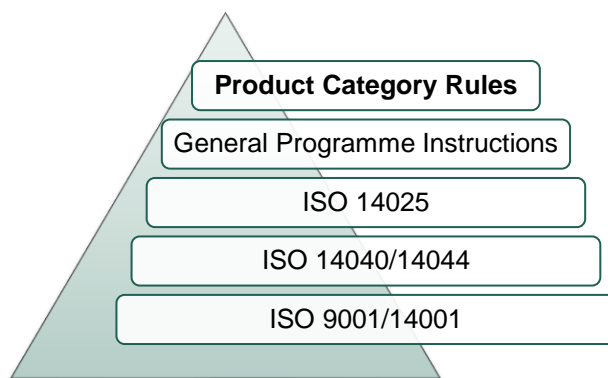 Product Category Rules
General Programme Instructions
ISO 14025
ISO 14040/14044
ISO 9001/14001